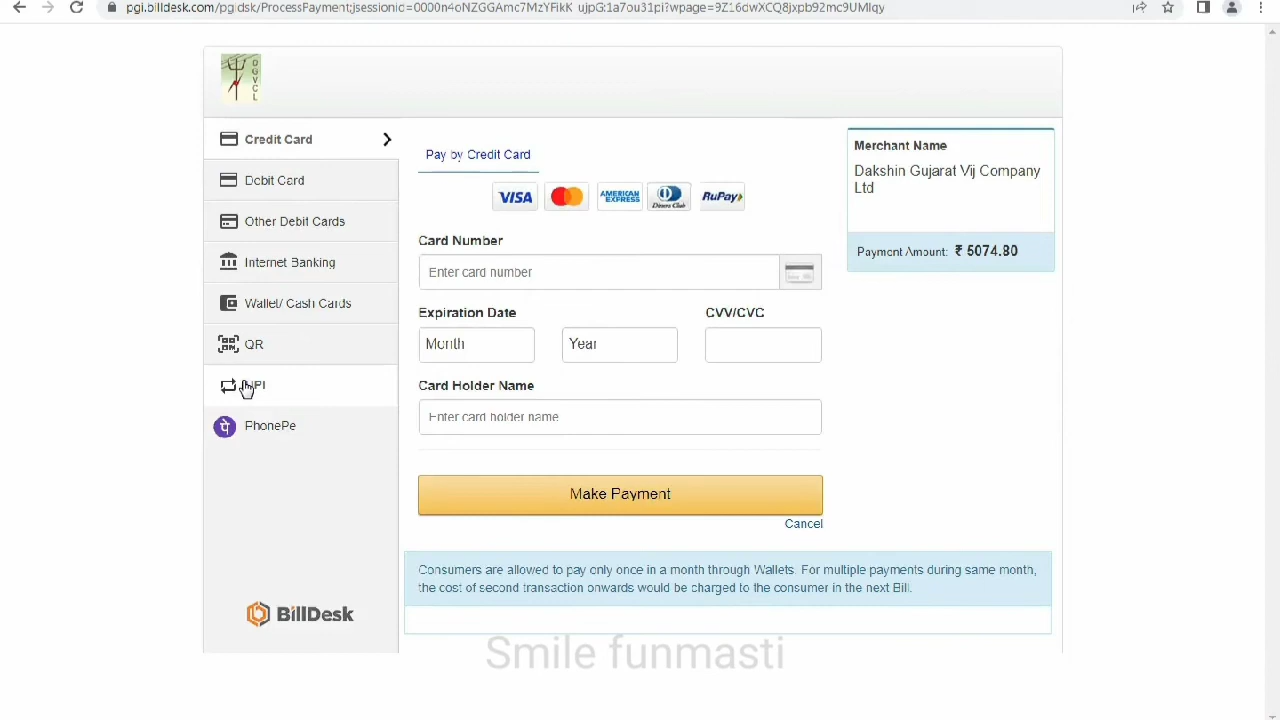 pgi.billdesk.com/pgidsk/ProcessPayment;jsessionid=0000n4oNZGGAmc7MzYFikK_ujpG:1a7ou31pi?wpage=9Z16dwXCQ8jxpb92mc9UMlqy
DGVCL
Credit Card
Debit Card
Other Debit Cards
Internet Banking
Wallet/ Cash Cards
QR
PhonePe
BillDesk
Pay by Credit Card
VISA
AMERICAN EXPRESS
Diners Club
RuPay
Card Number
Enter card number
Expiration Date
CVV/CVC
Month
Year
Card Holder Name
Enter card holder name
Make Payment
Cancel
Merchant Name
Dakshin Gujarat Vij Company
Ltd
Payment Amount: ₹ 5074.80
Consumers are allowed to pay only once in a month through Wallets. For multiple payments during same month,
the cost of second transaction onwards would be charged to the consumer in the next Bill.
Smile funmasti